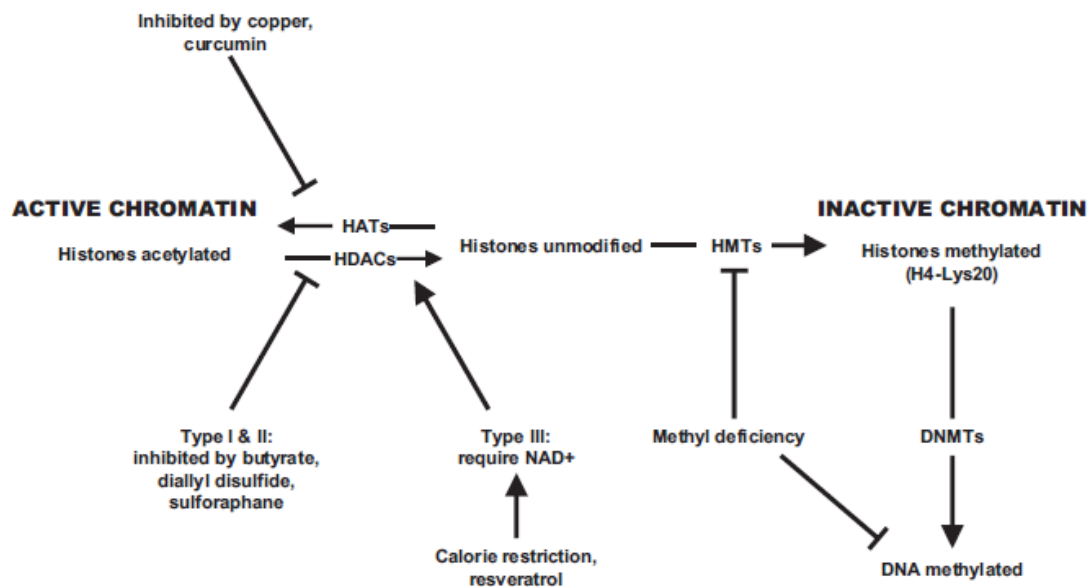 Inhibited by copper,
curcumin
ACTIVE CHROMATIN
INACTIVE CHROMATIN
HATs
Histones acetylated
HDACs
Histones unmodified
HMTs
Histones methylated
(H4-Lys20)
Type I & II:
inhibited by butyrate,
diallyl disulfide,
sulforaphane
Type III:
require NAD+
Methyl deficiency
DNMTs
Calorie restriction,
resveratrol
DNA methylated